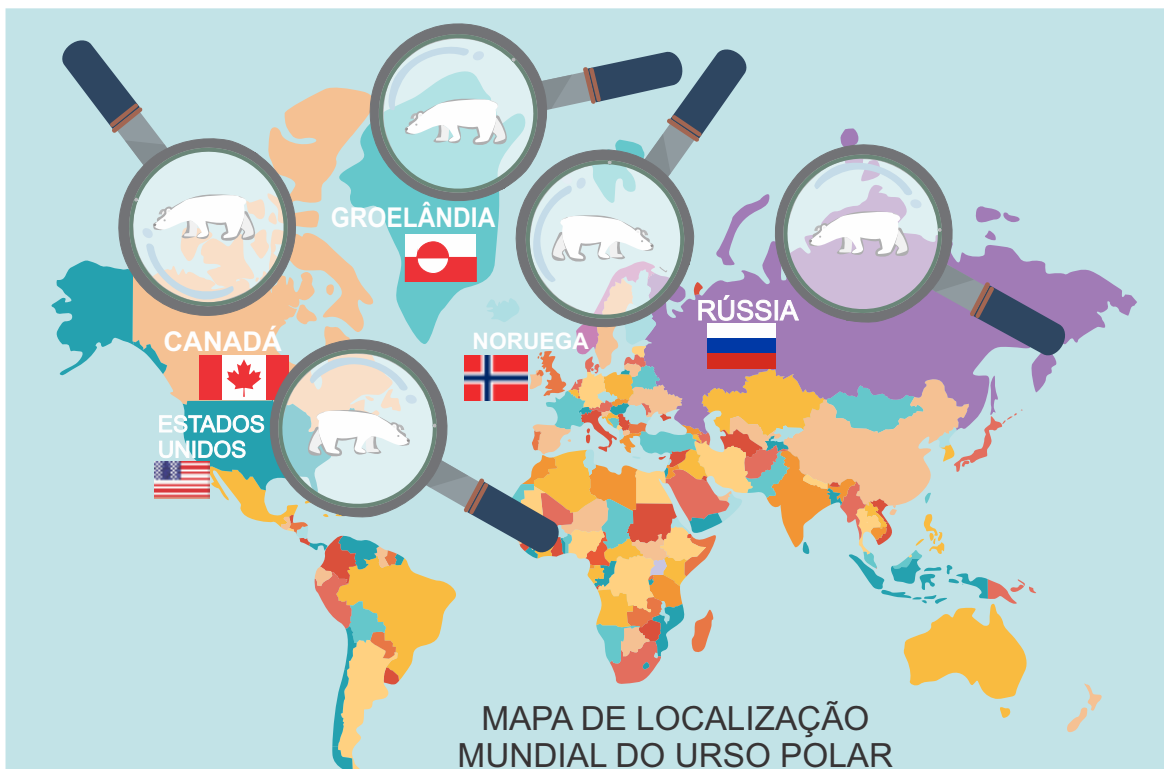 GROELÂNDIA
CANADÁ
NORUEGA
RÚSSIA
ESTADOS
UNIDOS
MAPA DE LOCALIZAÇÃO
MUNDIAL DO URSO POLAR